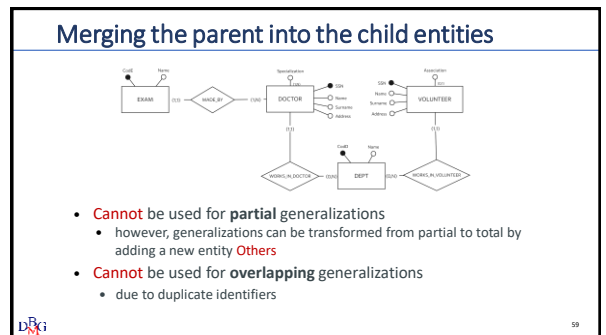 Merging the parent into the child entities
CodE Name
EXAM
(1,1)
MADE_BY
Specialization
DOCTOR
SSN
Name
Surname
Address
(1,1)
WORKS_IN_DOCTOR
(0,N)
CodD Name
DEPT
(0,N)
WORKS_IN_VOLUNTEER
(1,1)
Association
VOLUNTEER
SSN
Name
Surname
Address
• Cannot be used for partial generalizations
• however, generalizations can be transformed from partial to total by
adding a new entity Others
• Cannot be used for overlapping generalizations
• due to duplicate identifiers
DBMG
59